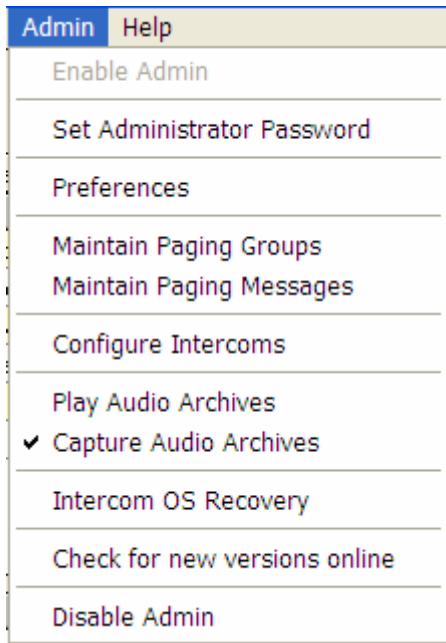 Admin Help
Enable Admin
Set Administrator Password
Preferences
Maintain Paging Groups
Maintain Paging Messages
Configure Intercoms
Play Audio Archives
Capture Audio Archives
Intercom OS Recovery
Check for new versions online
Disable Admin